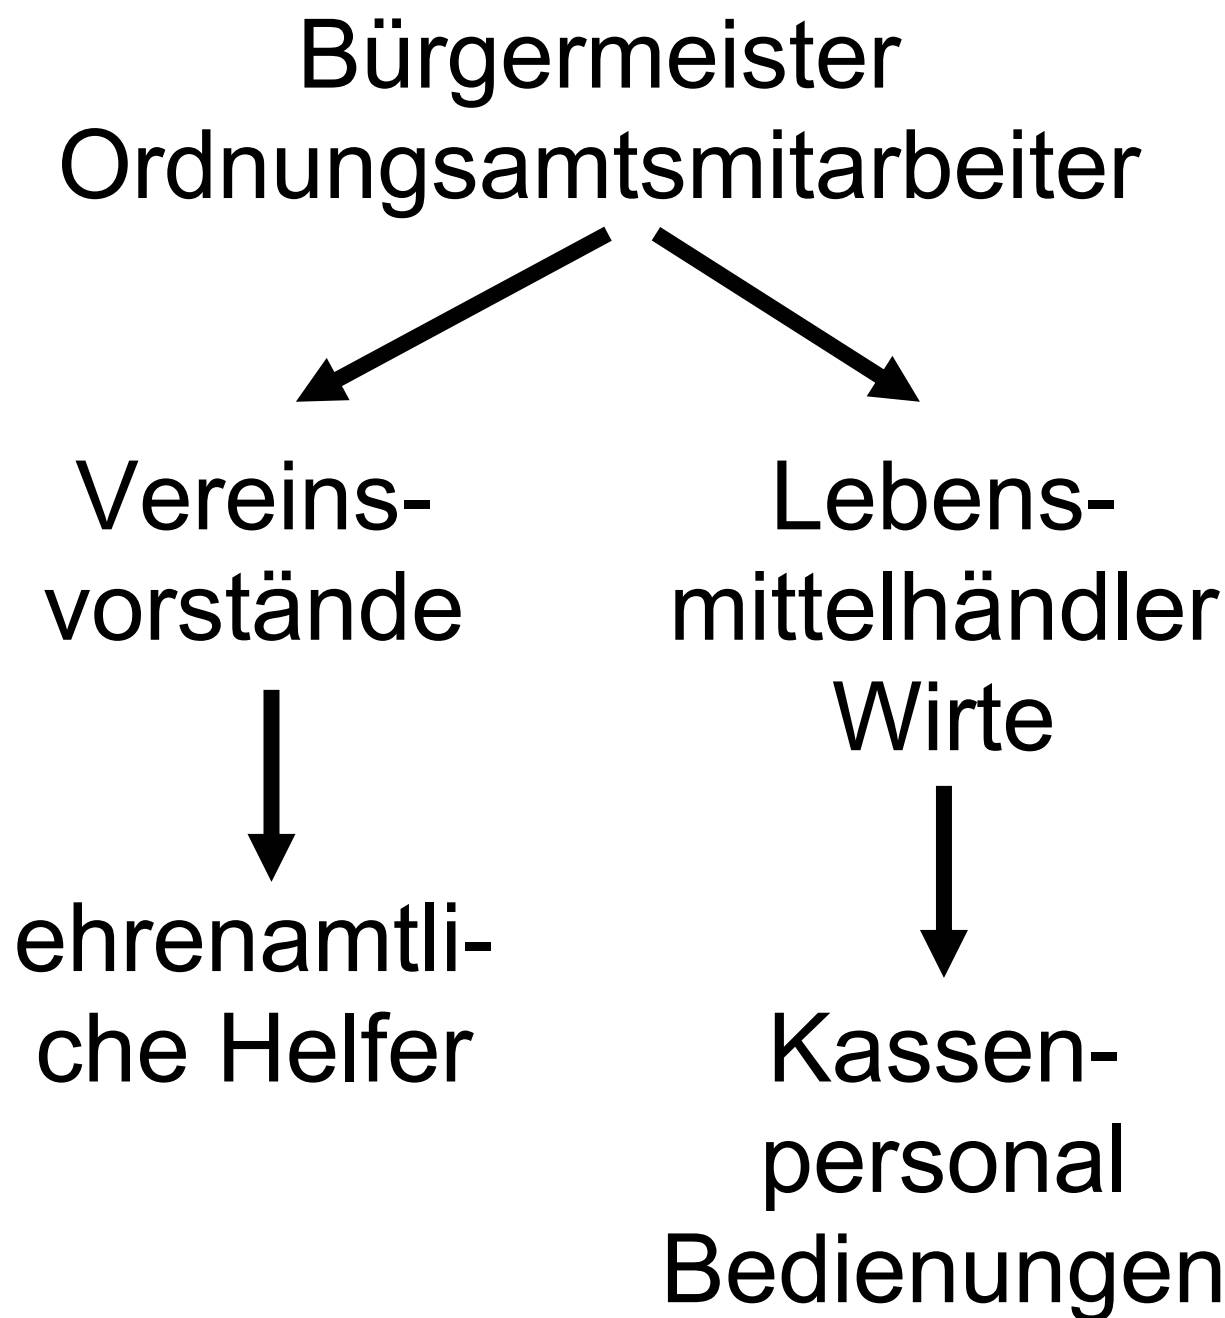 Bürgermeister
Ordnungsamtsmitarbeiter
Vereins-
vorstände
Lebens-
mittelhändler
Wirte
ehrenamtli-
che Helfer
Kassen-
personal
Bedienungen